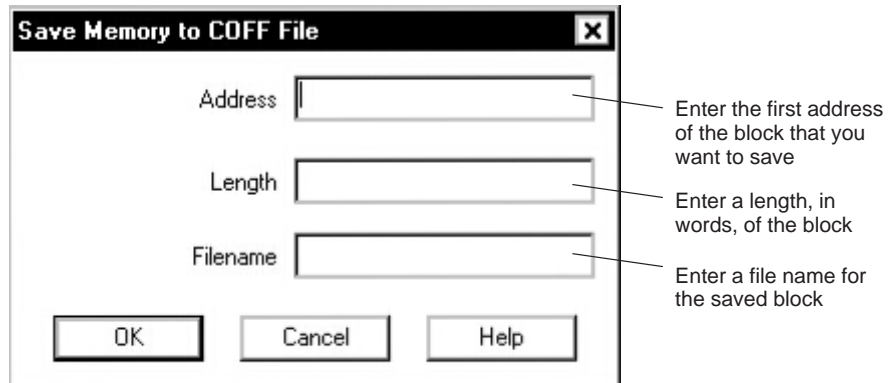 Save Memory to COFF File
Address
Enter the first address
of the block that you
want to save
Length
Enter a length, in
words, of the block
Filename
Enter a file name for
the saved block
OK
Cancel
Help